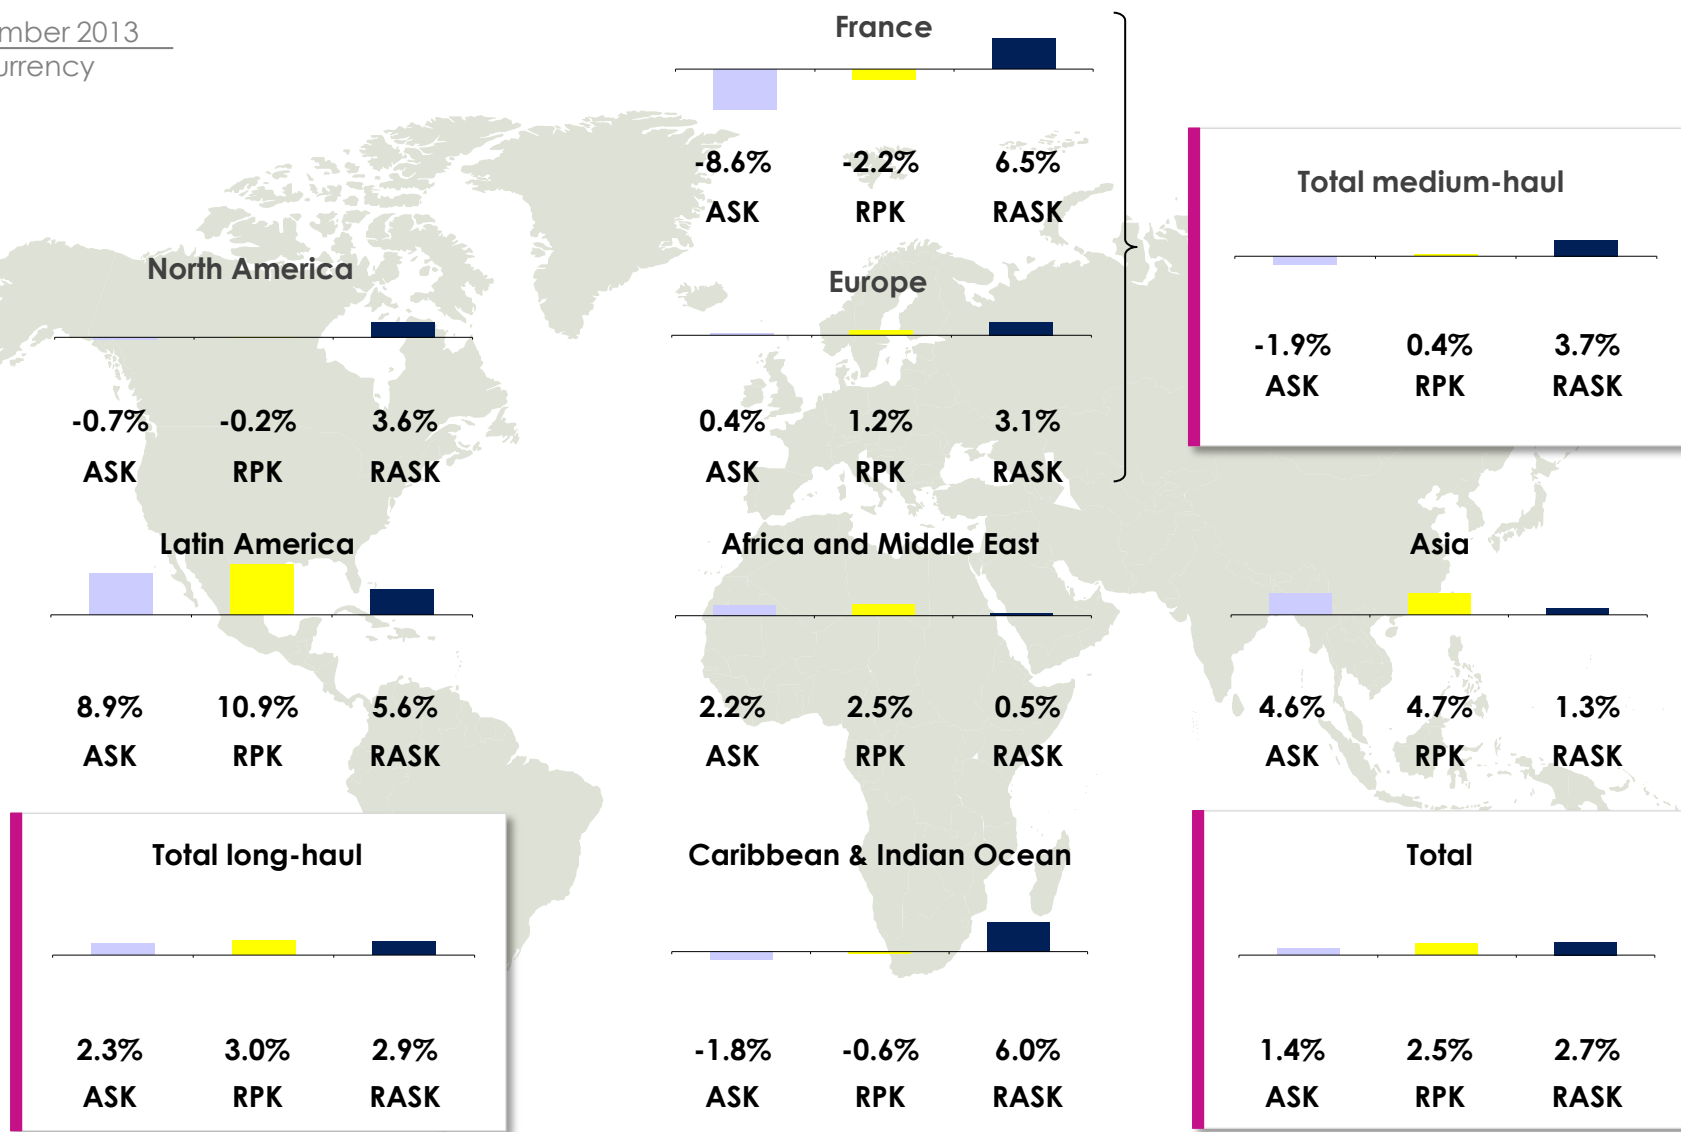 2013
France
-8.6% -2.2% 6.5%
ASK RPK RASK
Total medium-haul
-1.9% 0.4% 3.7%
ASK RPK RASK
North America
-0.7% -0.2% 3.6%
ASK RPK RASK
Europe
0.4% 1.2% 3.1%
ASK RPK RASK
Latin America
8.9% 10.9% 5.6%
ASK RPK RASK
Africa and Middle East
2.2% 2.5% 0.5%
ASK RPK RASK
Asia
4.6% 4.7% 1.3%
ASK RPK RASK
Total long-haul
2.3% 3.0% 2.9%
ASK RPK RASK
Caribbean & Indian Ocean
-1.8% -0.6% 6.0%
ASK RPK RASK
Total
1.4% 2.5% 2.7%
ASK RPK RASK